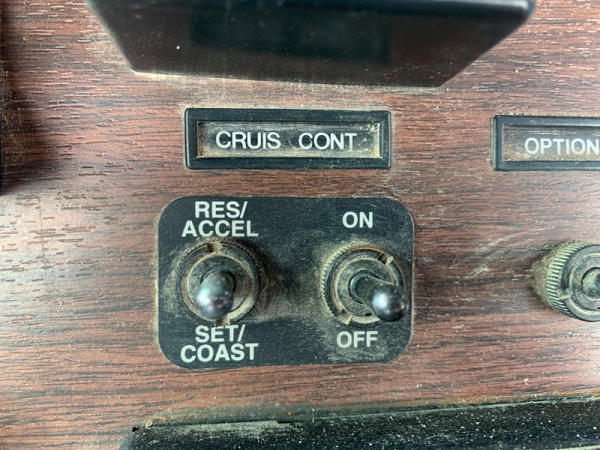 CRUIS CONT
OPTION
RES/
ACCEL
ON
SET/
COAST
OFF